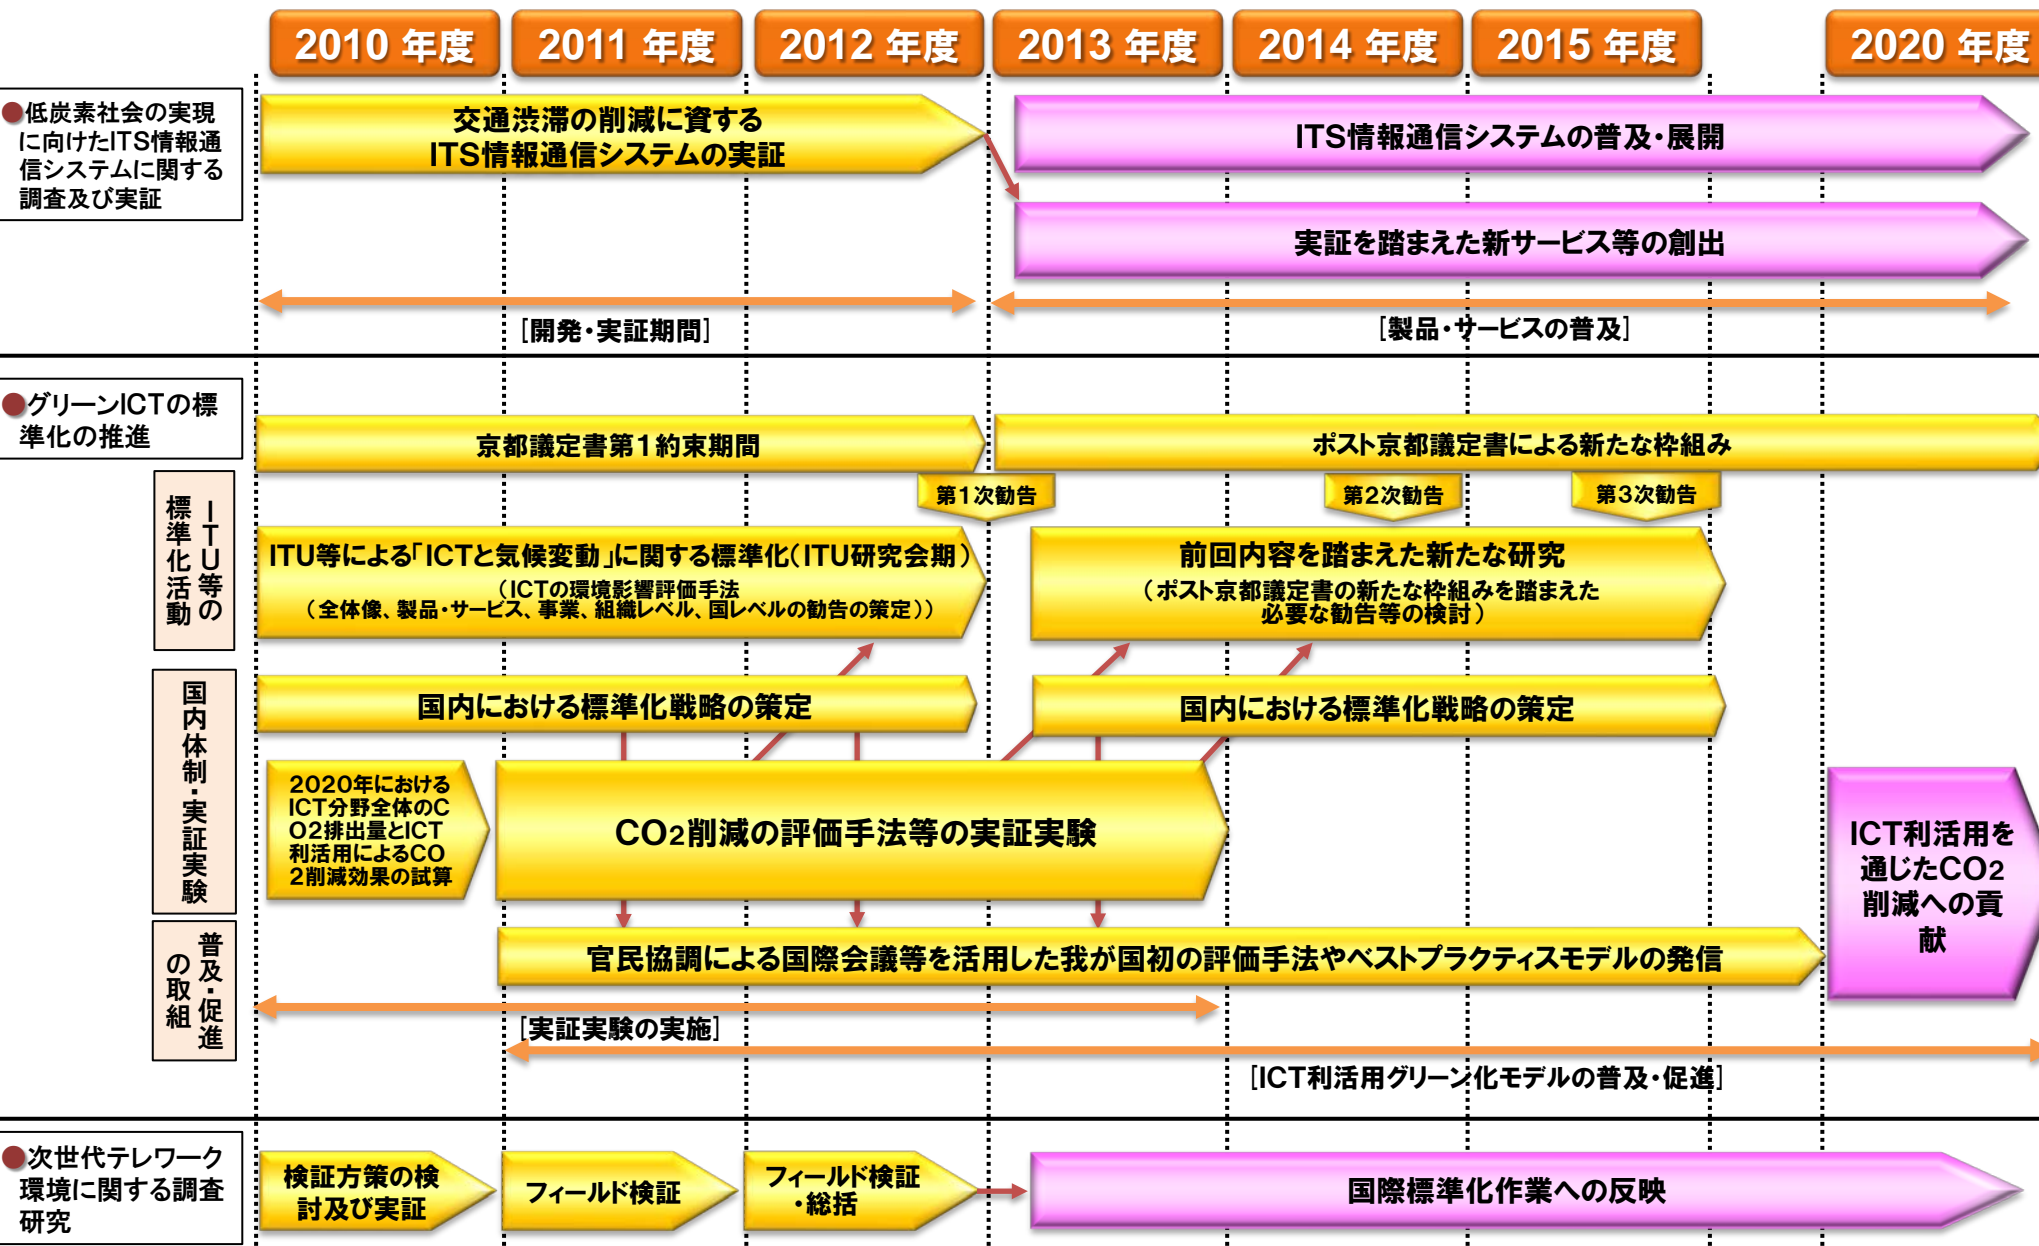 2010 年度
2011 年度
2012 年度
2013 年度
2014 年度
2015 年度
2020 年度
●低炭素社会の実現
に向けたITS情報通
信システムに関する
調査及び実証
交通渋滞の削減に資する
ITS情報通信システムの実証
ITS情報通信システムの普及・展開
実証を踏まえた新サービス等の創出
[開発・実証期間]
[製品・サービスの普及]
●グリーンICTの標
準化の推進
京都議定書第1約束期間
ポスト京都議定書による新たな枠組み
第1次勧告
第2次勧告
第3次勧告
ITU等の
標準化活動
ITU等による「ICTと気候変動」に関する標準化(ITU研究会期)
(ICTの環境影響評価手法
(全体像、製品・サービス、事業、組織レベル、国レベルの勧告の策定))
前回内容を踏まえた新たな研究
(ポスト京都議定書の新たな枠組みを踏まえた
必要な勧告等の検討)
国内体制・実証実験
国内における標準化戦略の策定
国内における標準化戦略の策定
2020年における
ICT分野全体のC
O2排出量とICT
利活用によるCO
2削減効果の試算
CO2削減の評価手法等の実証実験
ICT利活用を
通じたCO2
削減への貢
献
普及・促進
の取組
官民協調による国際会議等を活用した我が国初の評価手法やベストプラクティスモデルの発信
[実証実験の実施]
[ICT利活用グリーン化モデルの普及・促進]
●次世代テレワーク
環境に関する調査
研究
検証方策の検
討及び実証
フィールド検証
フィールド検証
・総括
国際標準化作業への反映